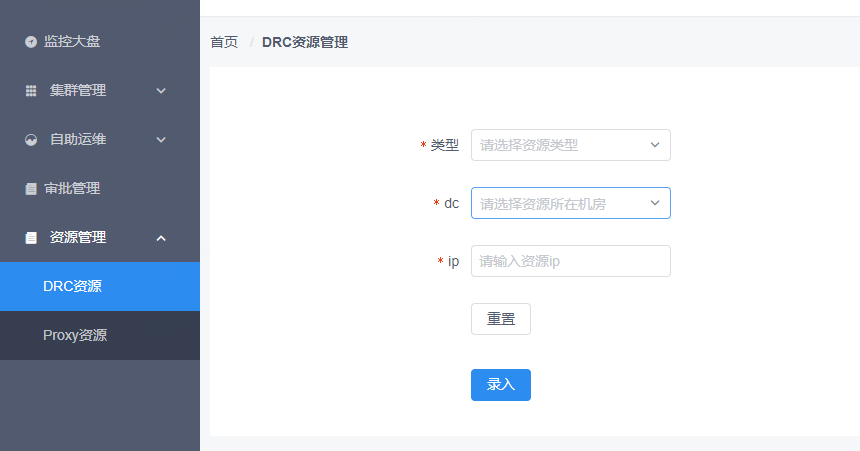 监控大盘
集群管理
自助运维
审批管理
资源管理
DRC资源
Proxy资源
首页 / DRC资源管理
* 类型 请选择资源类型
* dc 请选择资源所在机房
* ip 请输入资源ip
重置
录入